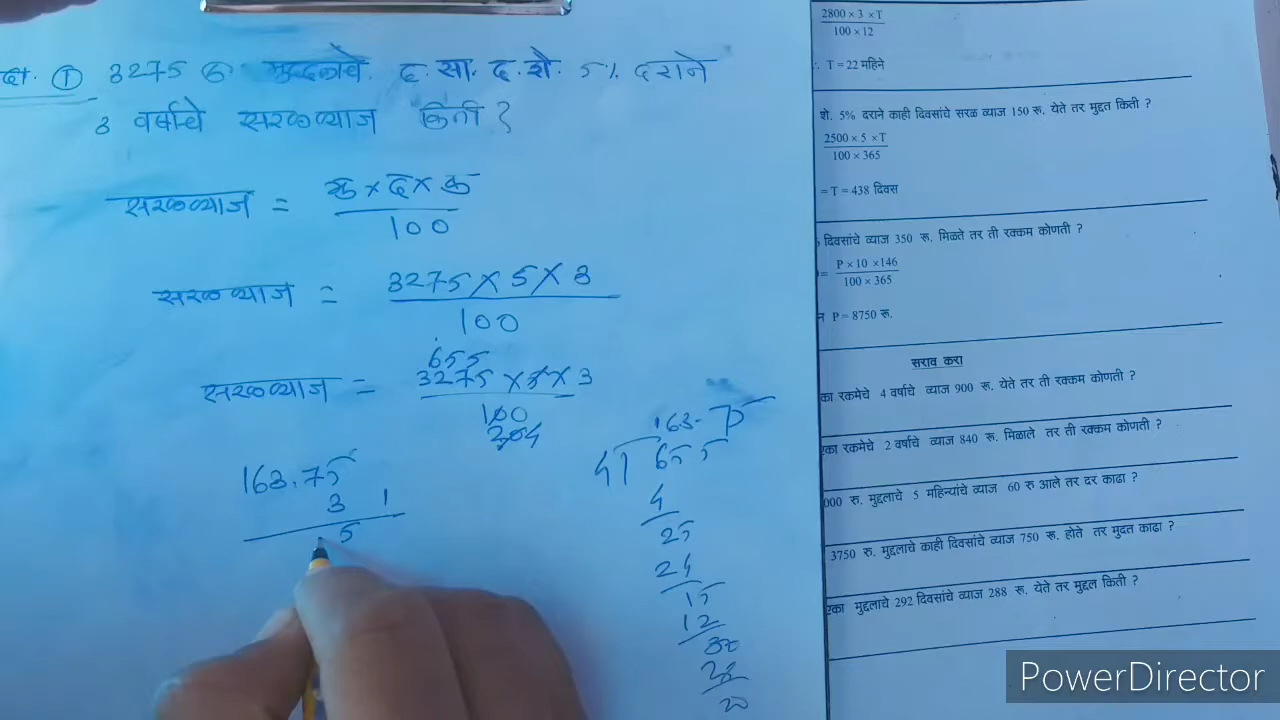 दा. ① 3275 रु मुद्दलाचे. द. सा. द. शे. 5% दराने
3 वर्षाचे सरळव्याज किती?
सरळव्याज = × द × क
100
सरळव्याज = 3275 × 5 × 3
100
655
सरळव्याज = 3275 × 5 × 3
100
204
163.75
3 1
5
163.75
4 655
4
25
24
15
12
30
28
20
2800 × 3 × T
100 × 12
∴ T = 22 महिने
शे. 5% दराने काही दिवसांचे सरळ व्याज 150 रू. येते तर मुद्दत किती ?
2500 × 5 × T
100 × 365
= T = 438 दिवस
दिवसांचे व्याज 350 रू. मिळते तर ती रक्कम कोणती ?
= P × 10 × 146
100 × 365
P = 8750 रू.
सराव करा
का रकमेचे 4 वर्षाचे व्याज 900 रू. येते तर ती रक्कम कोणती ?
एका रकमेचे 2 वर्षाचे व्याज 840 रू. मिळाले तर ती रक्कम कोणती ?
000 रु. मुद्दलाचे 5 महिन्यांचे व्याज 60 रु आले तर दर काढा ?
3750 रु. मुद्दलाचे काही दिवसांचे व्याज 750 रू. होते तर मुदत काढा ?
एका मुद्दलाचे 292 दिवसांचे व्याज 288 रू. येते तर मुद्दल किती ?
PowerDirector